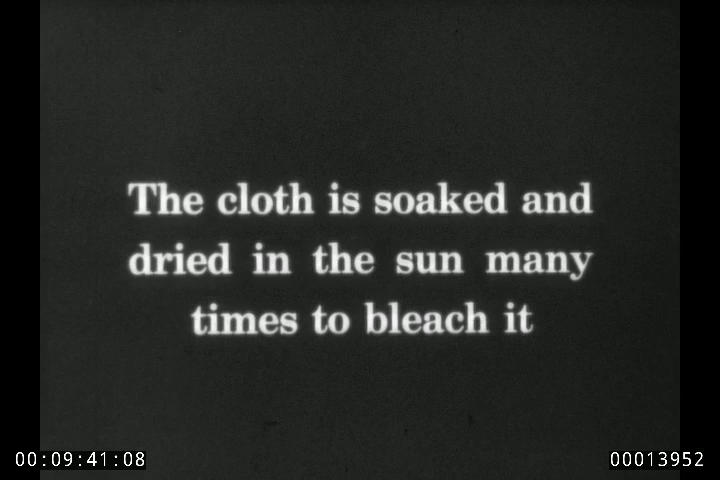 The cloth is soaked and
dried in the sun many
times to bleach it
00:09:41:08 00013952